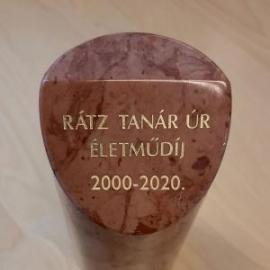 RÁTZ TANÁR ÚR
ÉLETMŰDÍJ
2000-2020.